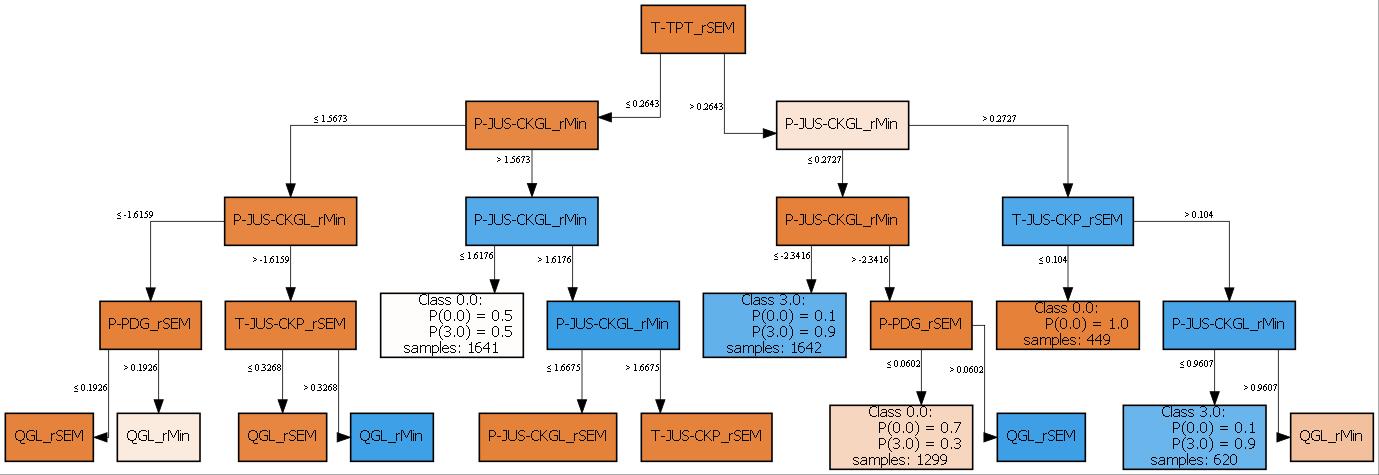 T-TPT_rSEM
≤ 0.2643
> 0.2643
P-JUS-CKGL_rMin
P-JUS-CKGL_rMin
≤ 1.5673
> 1.5673
≤ 0.2727
> 0.2727
P-JUS-CKGL_rMin
P-JUS-CKGL_rMin
P-JUS-CKGL_rMin
T-JUS-CKP_rSEM
≤ -1.6159
> -1.6159
≤ 1.6176
> 1.6176
≤ -2.3416
> -2.3416
≤ 0.104
> 0.104
P-PDG_rSEM
T-JUS-CKP_rSEM
Class 0.0:
P(0.0) = 0.5
P(3.0) = 0.5
samples: 1641
P-JUS-CKGL_rMin
Class 3.0:
P(0.0) = 0.1
P(3.0) = 0.9
samples: 1642
P-PDG_rSEM
Class 0.0:
P(0.0) = 1.0
samples: 449
P-JUS-CKGL_rMin
≤ 0.1926
> 0.1926
≤ 0.3268
> 0.3268
≤ 1.6675
> 1.6675
≤ 0.0602
> 0.0602
≤ 0.9607
> 0.9607
QGL_rSEM
QGL_rMin
QGL_rSEM
QGL_rMin
P-JUS-CKGL_rSEM
T-JUS-CKP_rSEM
Class 0.0:
P(0.0) = 0.7
P(3.0) = 0.3
samples: 1299
QGL_rSEM
Class 3.0:
P(0.0) = 0.1
P(3.0) = 0.9
samples: 620
QGL_rMin